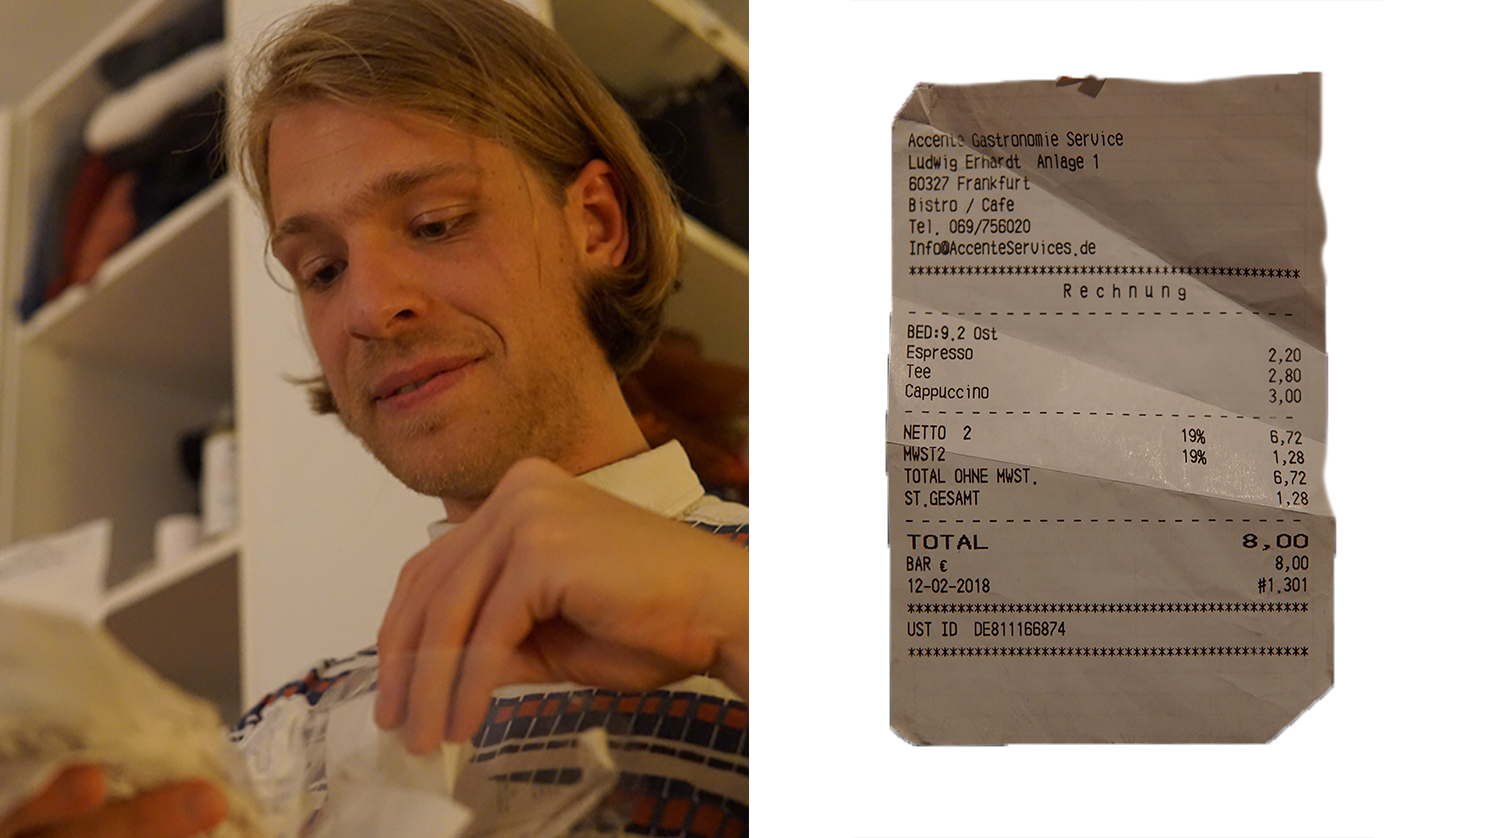 Accente Gastronomie Service
Ludwig Erhardt Anlage 1
60327 Frankfurt
Bistro / Cafe
Tel. 069/756020
Info@AccenteServices.de
*******************************************
Rechnung
- - - - - - - - - - - - - - - - - - - - - -
BED:9.2 Ost
Espresso 2,20
Tee 2,80
Cappuccino 3,00
- - - - - - - - - - - - - - - - - - - - - -
NETTO 2 19% 6,72
MWST2 19% 1,28
TOTAL OHNE MWST. 6,72
ST.GESAMT 1,28
- - - - - - - - - - - - - - - - - - - - - -
TOTAL 8,00
BAR € 8,00
12-02-2018 #1.301
*******************************************
UST ID DE811166874
*******************************************